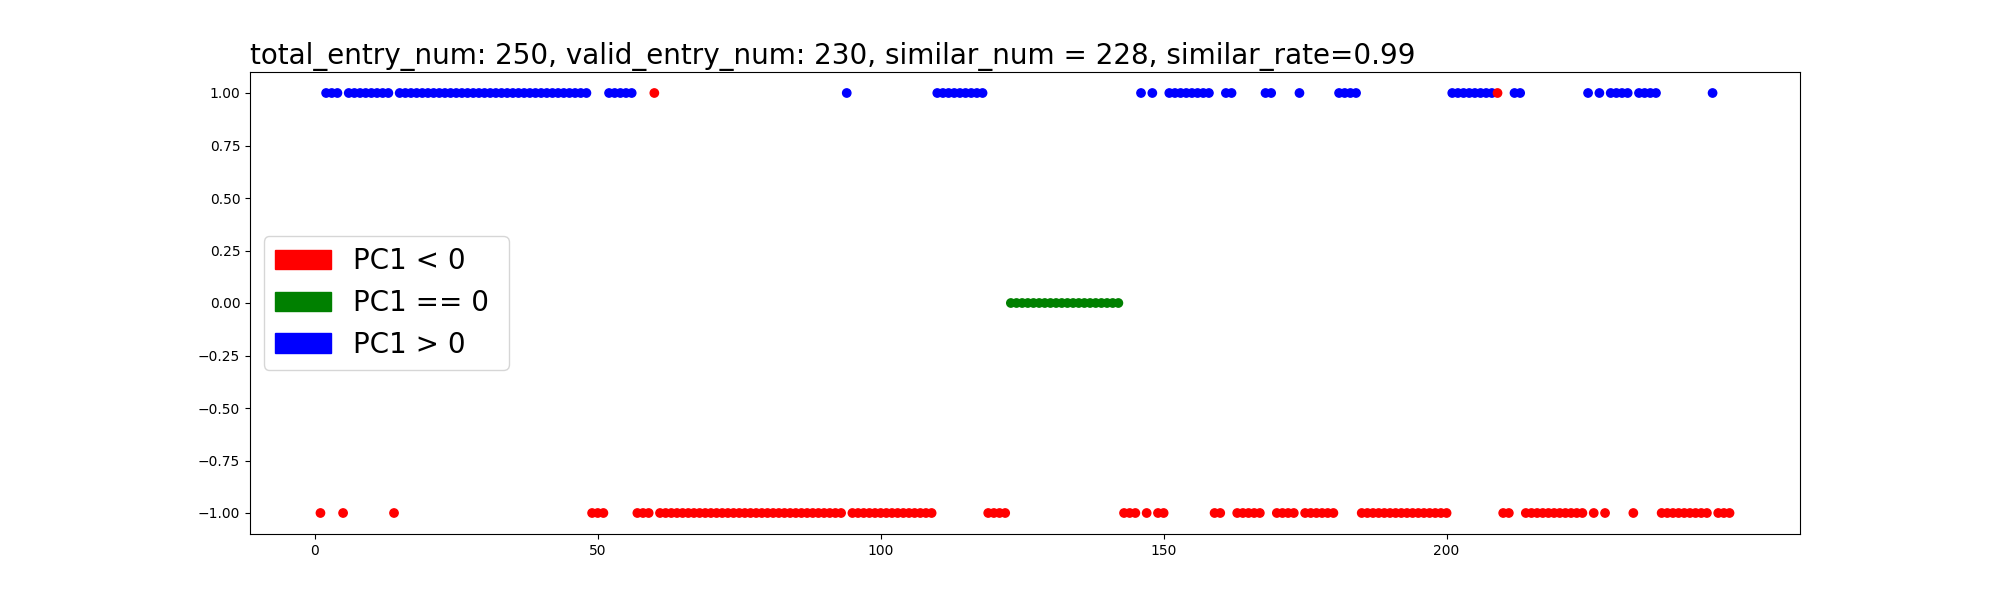 total_entry_num: 250, valid_entry_num: 230, similar_num = 228, similar_rate=0.99
1.00
0.75
0.50
0.25
0.00
−0.25
−0.50
−0.75
−1.00
PC1 < 0
PC1 == 0
PC1 > 0
0 50 100 150 200